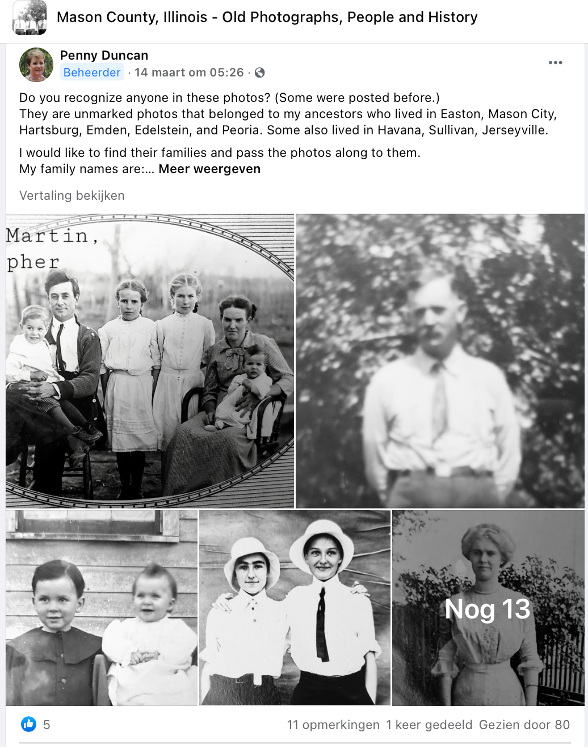 Mason County, Illinois - Old Photographs, People and History
Penny Duncan
Beheerder · 14 maart om 05:26 ·
Do you recognize anyone in these photos? (Some were posted before.)
They are unmarked photos that belonged to my ancestors who lived in Easton, Mason City,
Hartsburg, Emden, Edelstein, and Peoria. Some also lived in Havana, Sullivan, Jerseyville.
I would like to find their families and pass the photos along to them.
My family names are:... Meer weergeven
Vertaling bekijken
Martin,
pher
Nog 13
5
11 opmerkingen 1 keer gedeeld Gezien door 80